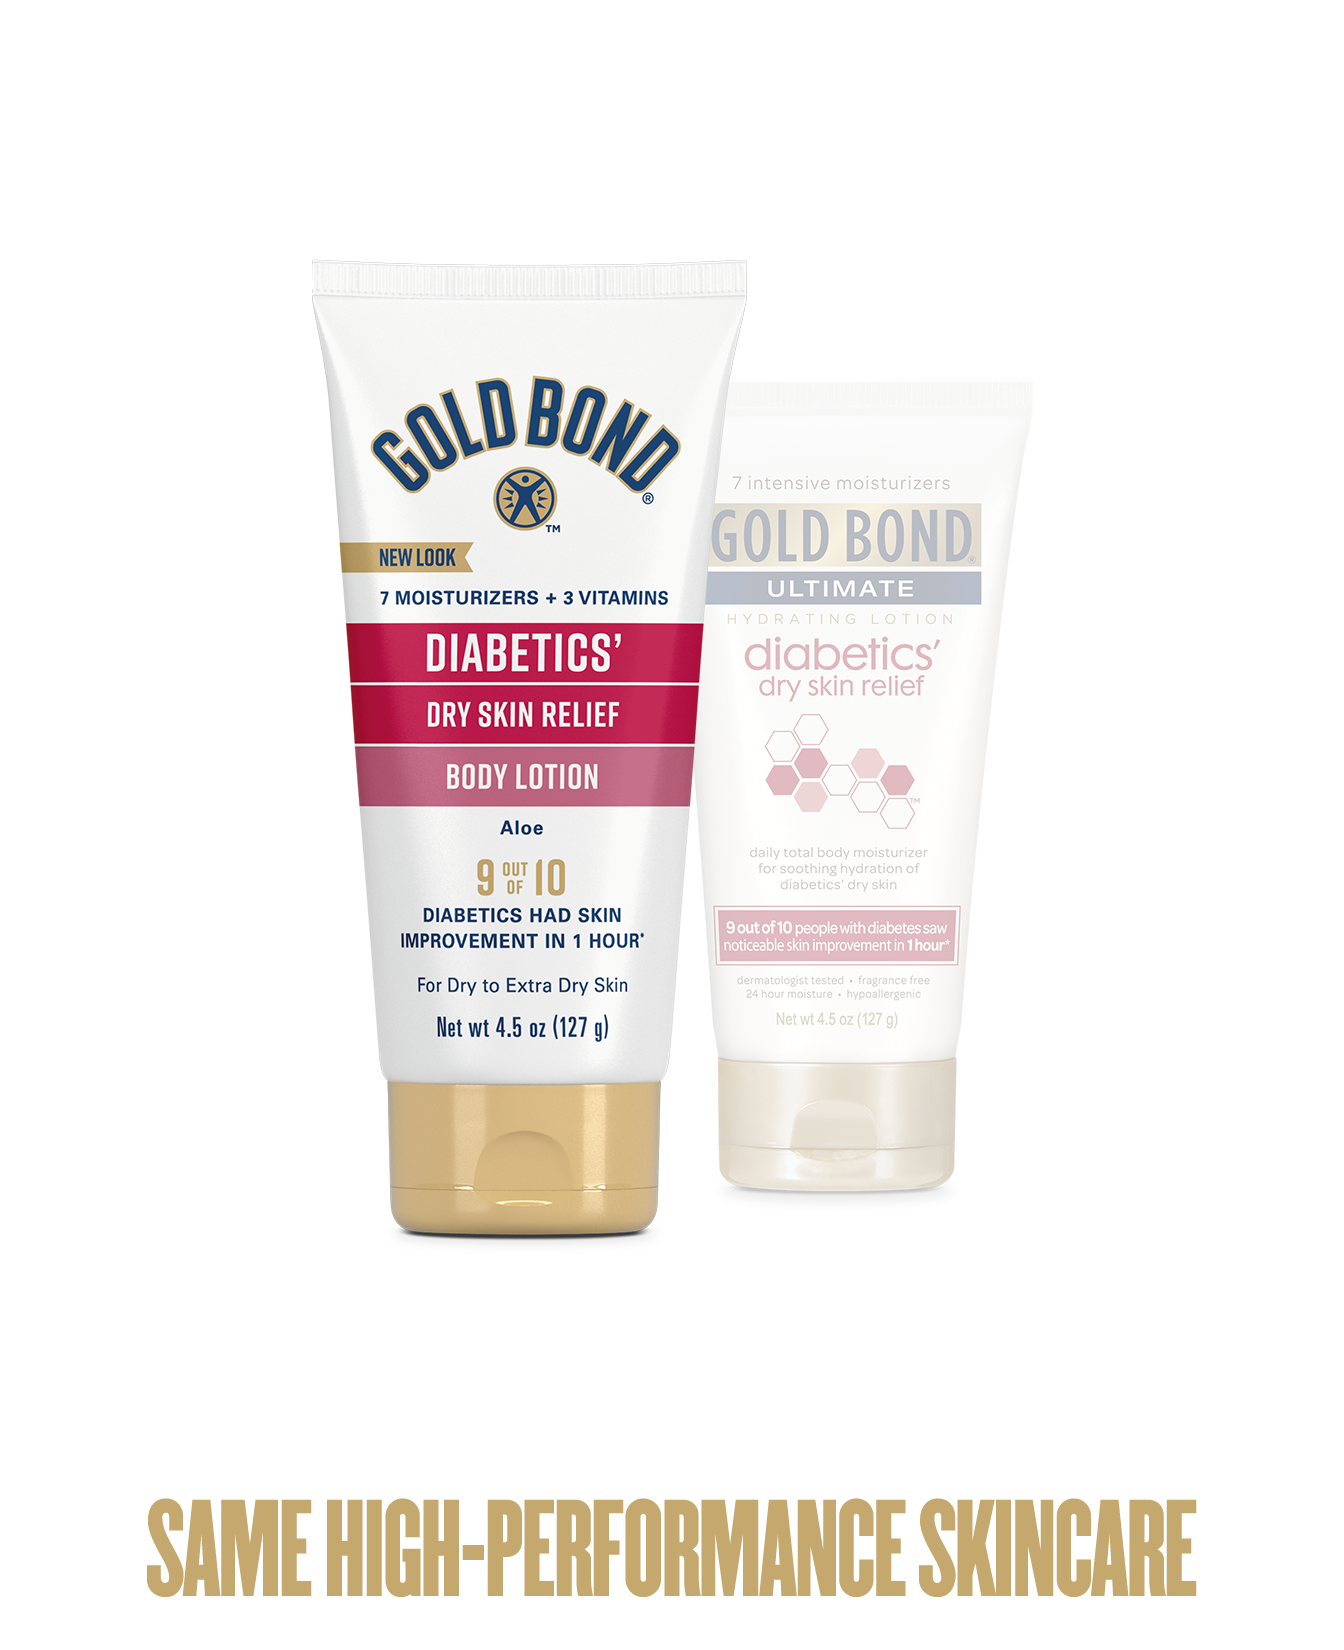 GOLD BOND®
™
NEW LOOK
7 MOISTURIZERS + 3 VITAMINS
DIABETICS’
DRY SKIN RELIEF
BODY LOTION
Aloe
9 OUT OF 10
DIABETICS HAD SKIN
IMPROVEMENT IN 1 HOUR*
For Dry to Extra Dry Skin
Net wt 4.5 oz (127 g)
7 intensive moisturizers
GOLD BOND®
ULTIMATE
HYDRATING LOTION
diabetics’
dry skin relief
™
daily total body moisturizer
for soothing hydration of
diabetics’ dry skin
9 out of 10 people with diabetes saw
noticeable skin improvement in 1 hour*
dermatologist tested • fragrance free
24 hour moisture • hypoallergenic
Net wt 4.5 oz (127 g)
SAME HIGH-PERFORMANCE SKINCARE